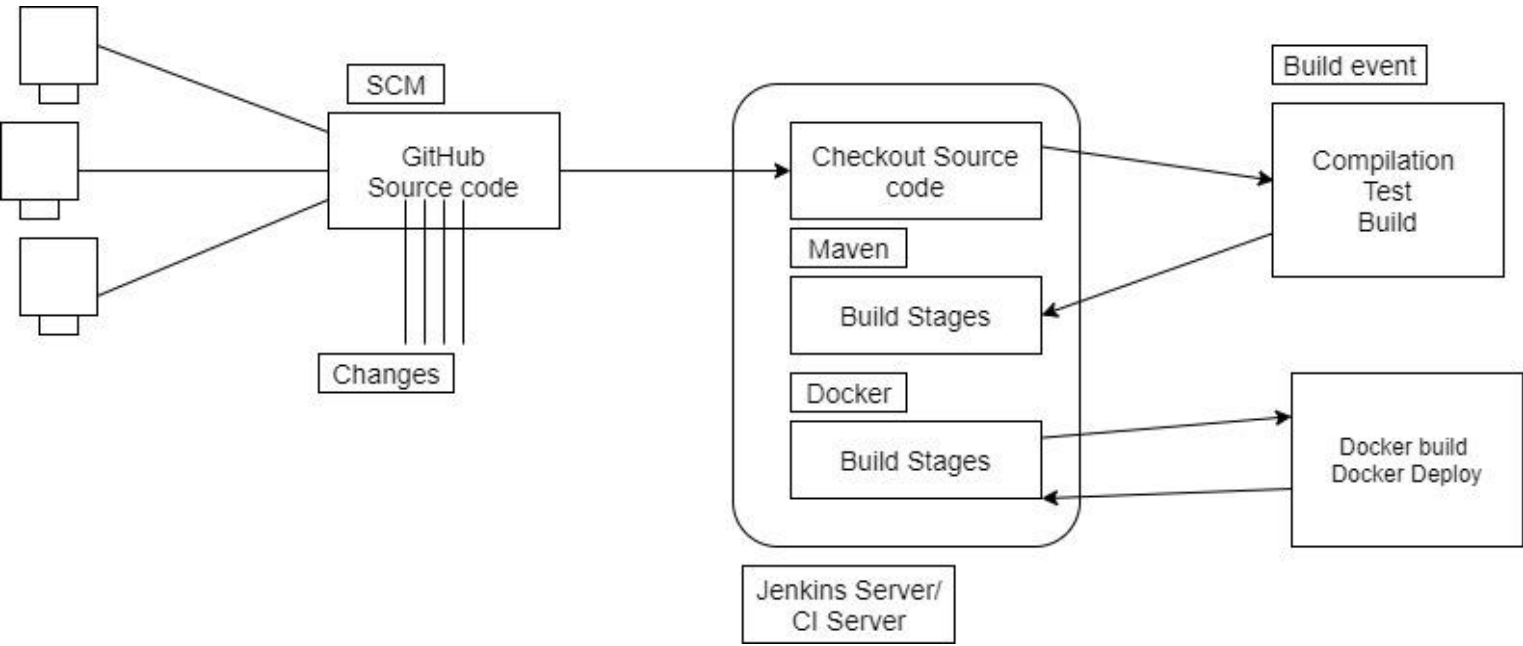 SCM
GitHub
Source code
Changes
Checkout Source
code
Maven
Build Stages
Docker
Build Stages
Jenkins Server/
CI Server
Build event
Compilation
Test
Build
Docker build
Docker Deploy